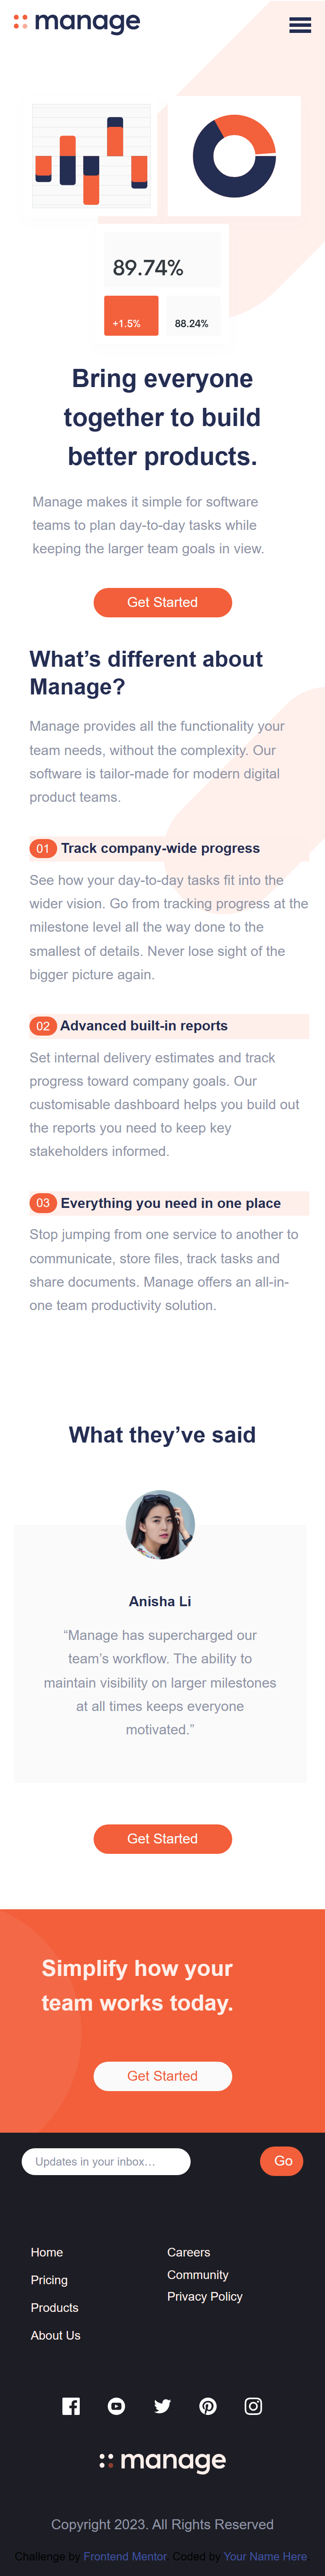 manage
89.74%
+1.5%
88.24%
Bring everyone
together to build
better products.
Manage makes it simple for software
teams to plan day-to-day tasks while
keeping the larger team goals in view.
Get Started
What’s different about
Manage?
Manage provides all the functionality your
team needs, without the complexity. Our
software is tailor-made for modern digital
product teams.
01 Track company-wide progress
See how your day-to-day tasks fit into the
wider vision. Go from tracking progress at the
milestone level all the way done to the
smallest of details. Never lose sight of the
bigger picture again.
02 Advanced built-in reports
Set internal delivery estimates and track
progress toward company goals. Our
customisable dashboard helps you build out
the reports you need to keep key
stakeholders informed.
03 Everything you need in one place
Stop jumping from one service to another to
communicate, store files, track tasks and
share documents. Manage offers an all-in-
one team productivity solution.
What they’ve said
Anisha Li
“Manage has supercharged our
team’s workflow. The ability to
maintain visibility on larger milestones
at all times keeps everyone
motivated.”
Get Started
Simplify how your
team works today.
Get Started
Updates in your inbox…
Go
Home
Pricing
Products
About Us
Careers
Community
Privacy Policy
manage
Copyright 2023. All Rights Reserved
Challenge by Frontend Mentor. Coded by Your Name Here.